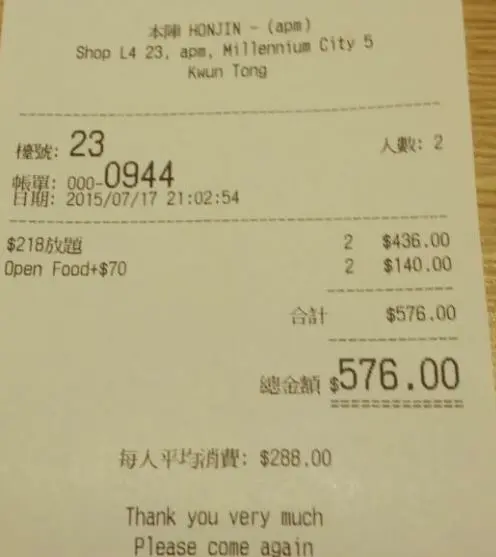 本陣 HONJIN - (apm)
Shop L4 23, apm, Millennium City 5
Kwun Tong
檯號: 23 人數: 2
帳單: 000-0944
日期: 2015/07/17 21:02:54
$218放題 2 $436.00
Open Food+$70 2 $140.00
合計 $576.00
總金額 $576.00
每人平均消費: $288.00
Thank you very much
Please come again